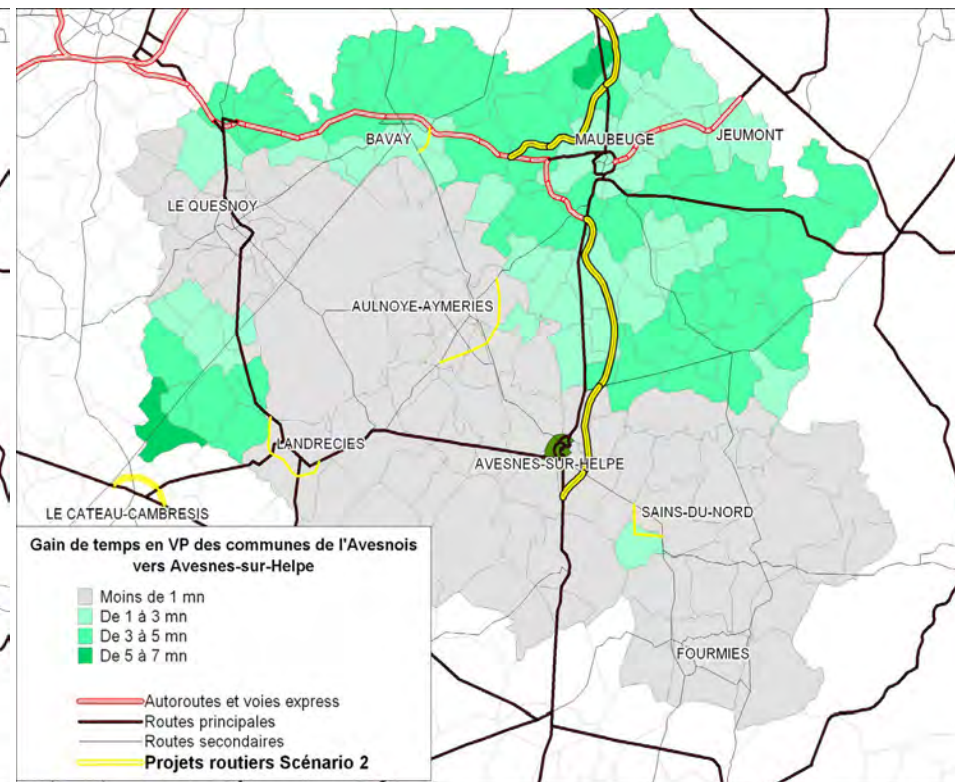 BAVAY
MAUBEUGE
JEUMONT
LE QUESNOY
AULNOYE-AYMERIES
LANDRECIES
AVESNES-SUR-HELPE
LE CATEAU-CAMBRESIS
SAINS-DU-NORD
FOURMIES
Gain de temps en VP des communes de l'Avesnois
vers Avesnes-sur-Helpe
Moins de 1 mn
De 1 à 3 mn
De 3 à 5 mn
De 5 à 7 mn
Autoroutes et voies express
Routes principales
Routes secondaires
Projets routiers Scénario 2